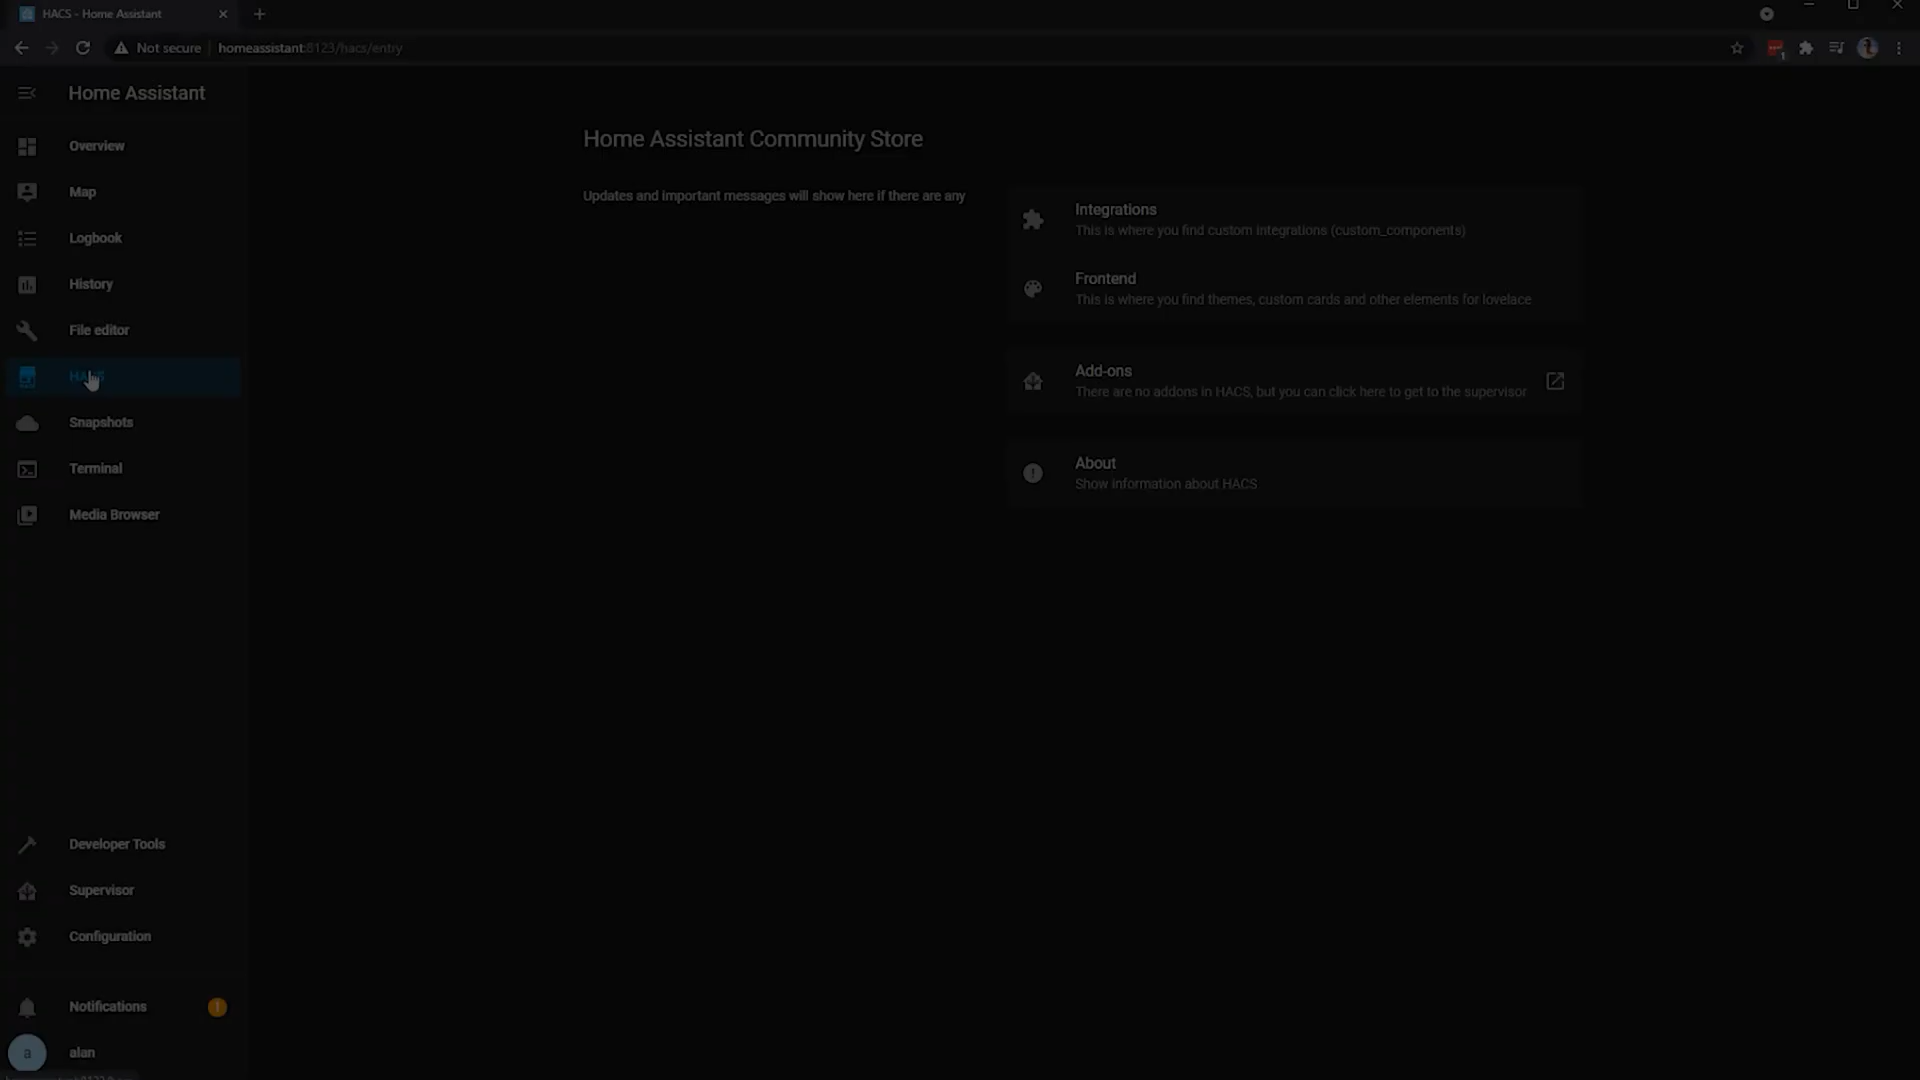 HACS - Home Assistant
Not secure
homeassistant:8123/hacs/entry
1
Home Assistant
Overview
Map
Logbook
History
File editor
HACS
Snapshots
Terminal
Media Browser
Developer Tools
Supervisor
Configuration
Notifications
a
alan
Home Assistant Community Store
Updates and important messages will show here if there are any
Integrations
This is where you find custom integrations (custom_components)
Frontend
This is where you find themes, custom cards and other elements for lovelace
Add-ons
There are no addons in HACS, but you can click here to get to the supervisor
About
Show information about HACS